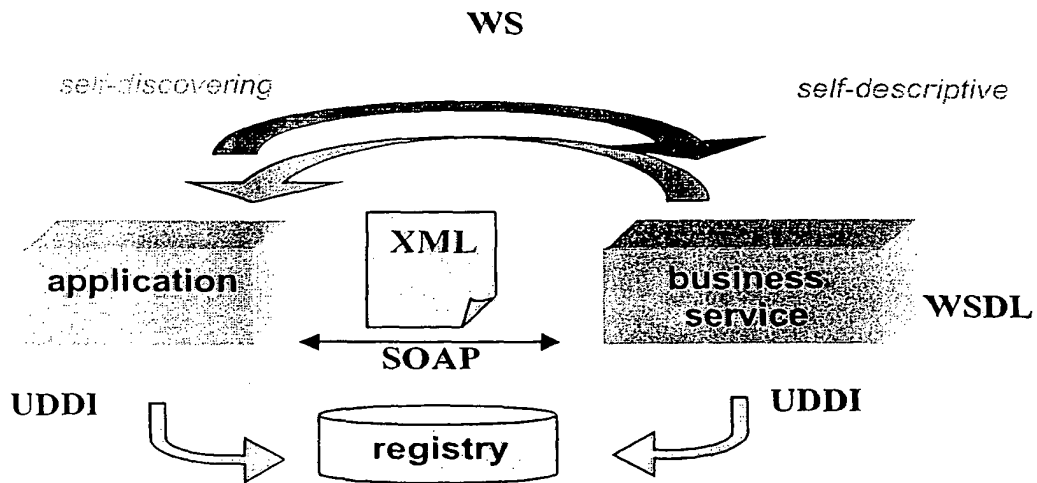 WS
self-discovering
self-descriptive
XML
application
business
service
WSDL
SOAP
UDDI
UDDI
registry